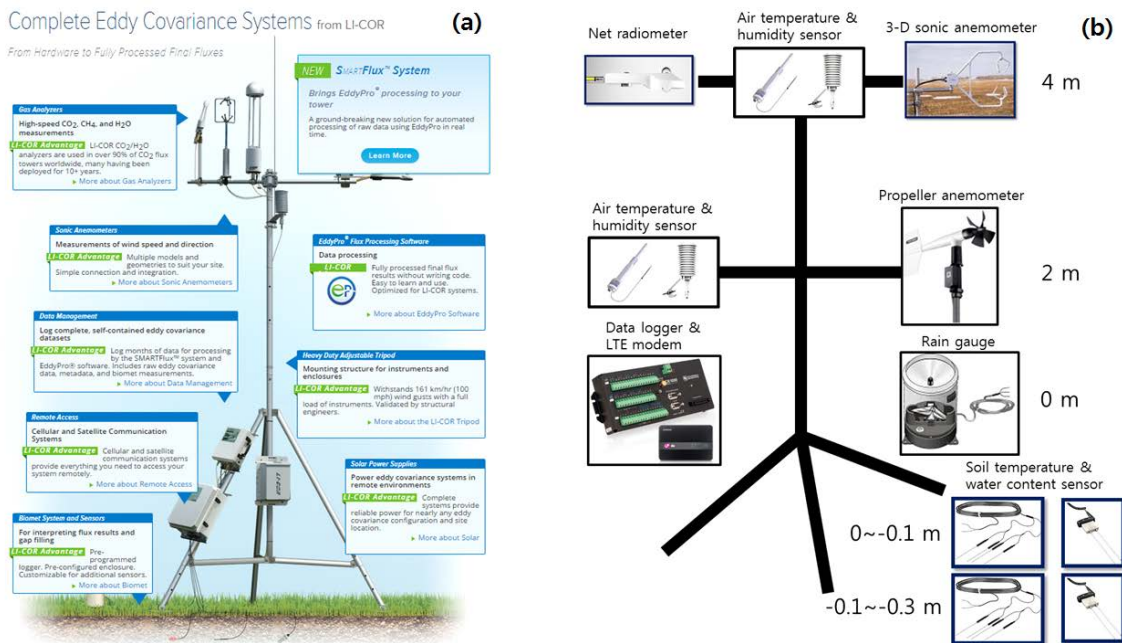 Complete Eddy Covariance Systems from LI-COR
(a)
From Hardware to Fully Processed Final Fluxes
NEW SMARTFlux™ System
Brings EddyPro® processing to your
tower
A ground-breaking new solution for automated
processing of raw data using EddyPro in real
time.
Learn More
Gas Analyzers
High-speed CO2, CH4, and H2O
measurements
LI-COR Advantage LI-COR CO2/H2O
analyzers are used in over 90% of CO2 flux
towers worldwide, many having been
deployed for 10+ years.
More about Gas Analyzers
Sonic Anemometers
Measurements of wind speed and direction
LI-COR Advantage Multiple models and
geometries to suit your site.
Simple connection and integration.
More about Sonic Anemometers
EddyPro® Flux Processing Software
Data processing
LI-COR Fully processed final flux
results without writing code.
Easy to learn and use.
Optimized for LI-COR systems.
eP
More about EddyPro Software
Data Management
Log complete, self-contained eddy covariance
datasets
LI-COR Advantage Log months of data for processing
by the SMARTFlux™ system and
EddyPro® software. Includes raw eddy covariance
data, metadata, and biomet measurements.
More about Data Management
Heavy Duty Adjustable Tripod
Mounting structure for instruments and
enclosures
LI-COR Advantage Withstands 161 km/hr (100
mph) wind gusts with a full
load of instruments. Validated by structural
engineers.
More about the LI-COR Tripod
Remote Access
Cellular and Satellite Communication
Systems
LI-COR Advantage Cellular and satellite
communication systems
provide everything you need to access your
system remotely.
More about Remote Access
Solar Power Supplies
Power eddy covariance systems in
remote environments
LI-COR Advantage Complete
systems provide
reliable power for nearly any eddy
covariance configuration and site
location.
More about Solar
Biomet System and Sensors
For interpreting flux results and
gap filling
LI-COR Advantage Pre-
programmed
logger. Pre-configured enclosure.
Customizable for additional sensors.
More about Biomet
(b)
Net radiometer
Air temperature &
humidity sensor
3-D sonic anemometer
4 m
Air temperature &
humidity sensor
Propeller anemometer
2 m
Data logger &
LTE modem
Rain gauge
0 m
Soil temperature &
water content sensor
0~-0.1 m
-0.1~-0.3 m